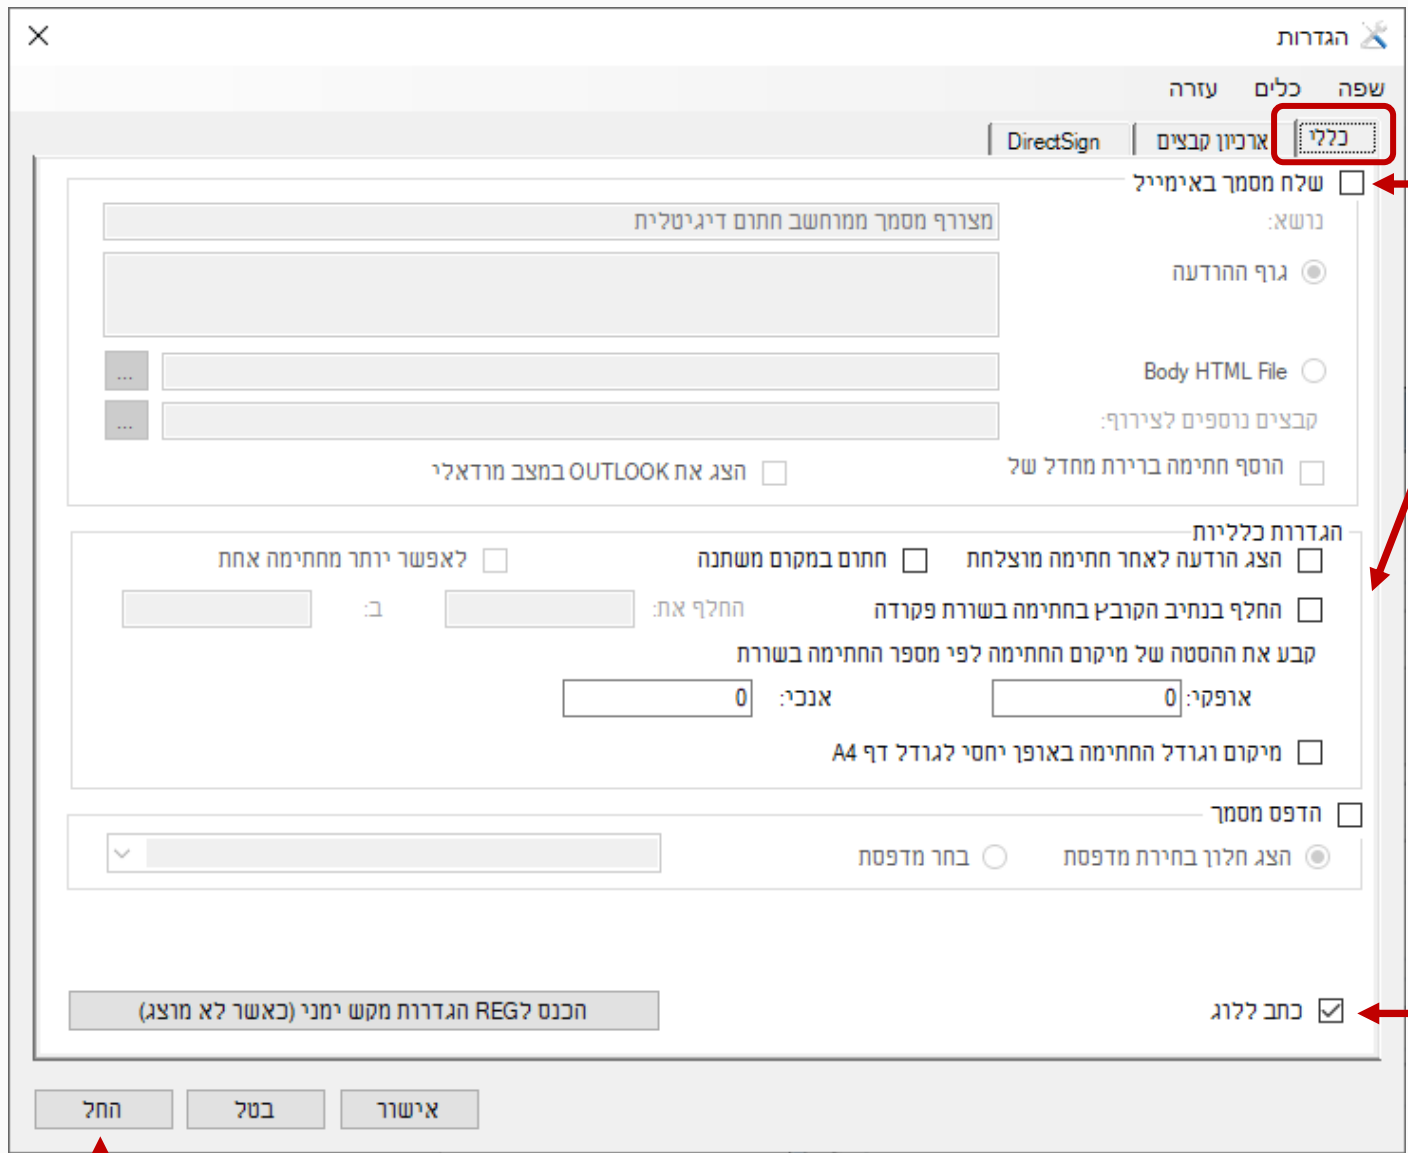 הגדרות
שפה כלים עזרה
כללי ארכיון קבצים DirectSign
שלח מסמך באימייל
נושא: מצורף מסמך ממוחשב חתום דיגיטלית
גוף ההודעה
Body HTML File ...
קבצים נוספים לצירוף: ...
הוסף חתימה ברירת מחדל של הצג את OUTLOOK במצב מודאלי
הגדרות כלליות
הצג הודעה לאחר חתימה מוצלחת חתום במקום משתנה לאפשר יותר מחתימה אחת
החלף בנתיב הקובץ בחתימה בשורת פקודה החלף את: ב:
קבע את ההסטה של מיקום החתימה לפי מספר החתימה בשורת
אופקי: 0 אנכי: 0
מיקום וגודל החתימה באופן יחסי לגודל דף A4
הדפס מסמך
הצג חלון בחירת מדפסת בחר מדפסת
כתב ללוג הכנס לREG הגדרות מקש ימני (כאשר לא מוצג)
אישור בטל החל